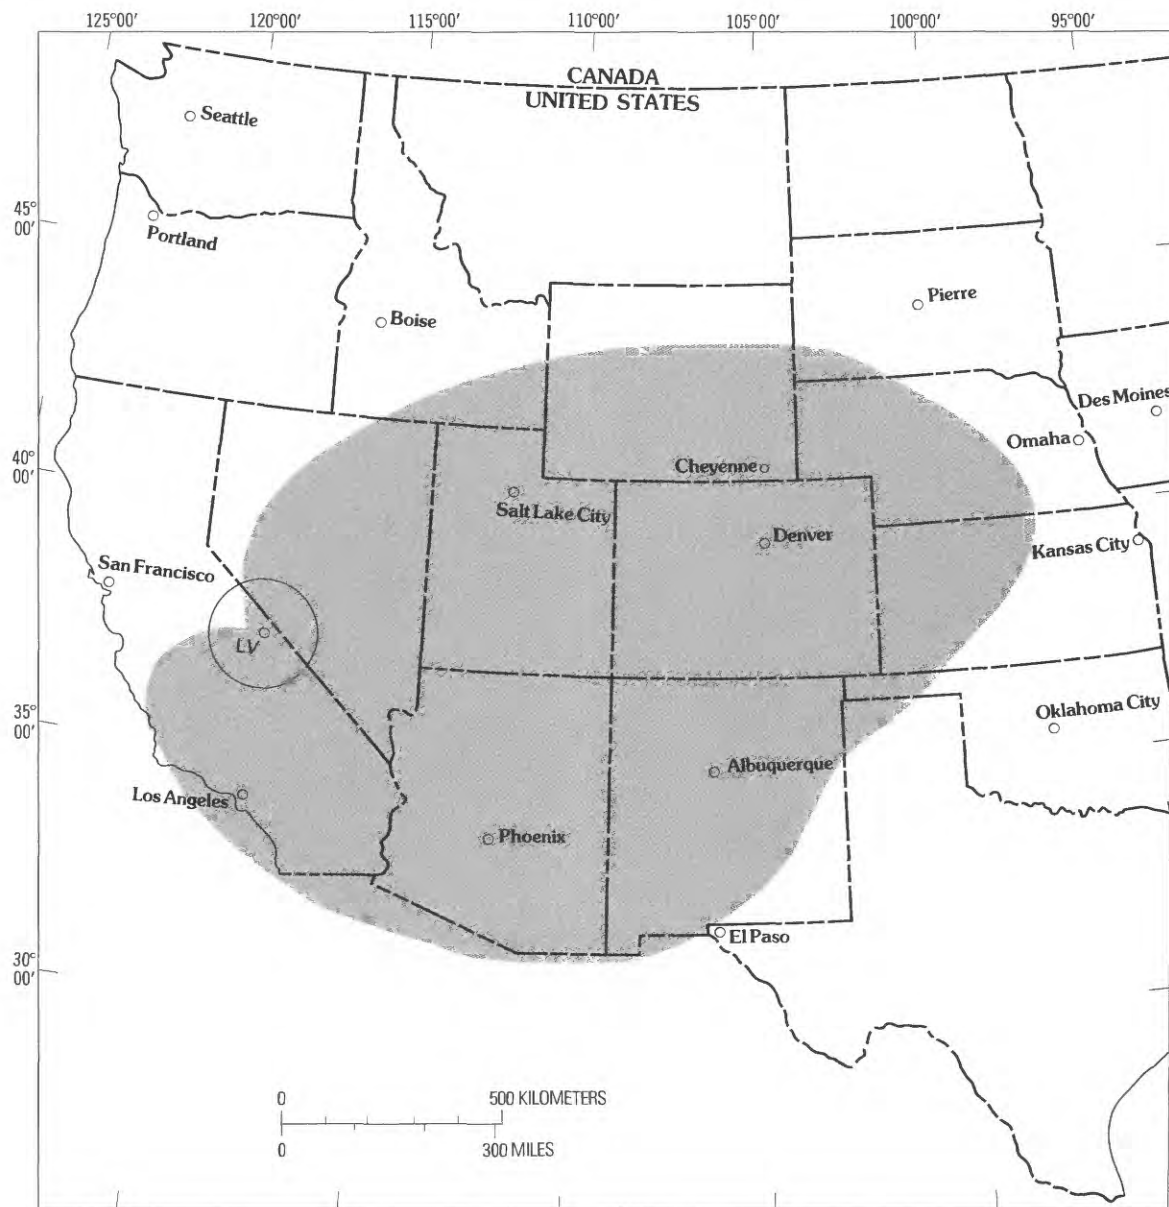 125°00' 120°00' 115°00' 110°00' 105°00' 100°00' 95°00'
CANADA
UNITED STATES
Seattle
45°
00'
Portland
Pierre
Boise
Des Moines
Omaha
40°
00'
Cheyenne
Salt Lake City
Denver
Kansas City
San Francisco
LV
35°
00'
Oklahoma City
Albuquerque
Los Angeles
Phoenix
El Paso
30°
00'
0 500 KILOMETERS
0 300 MILES